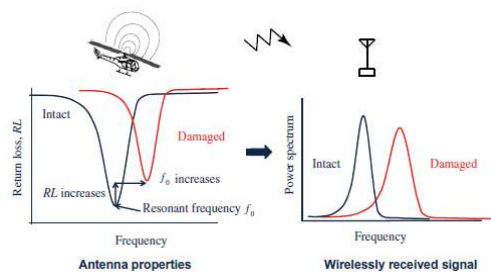 Return loss, RL
Intact
Damaged
f₀ increases
RL increases
Resonant frequency f₀
Frequency
Antenna properties
Power spectrum
Intact
Damaged
Frequency
Wirelessly received signal